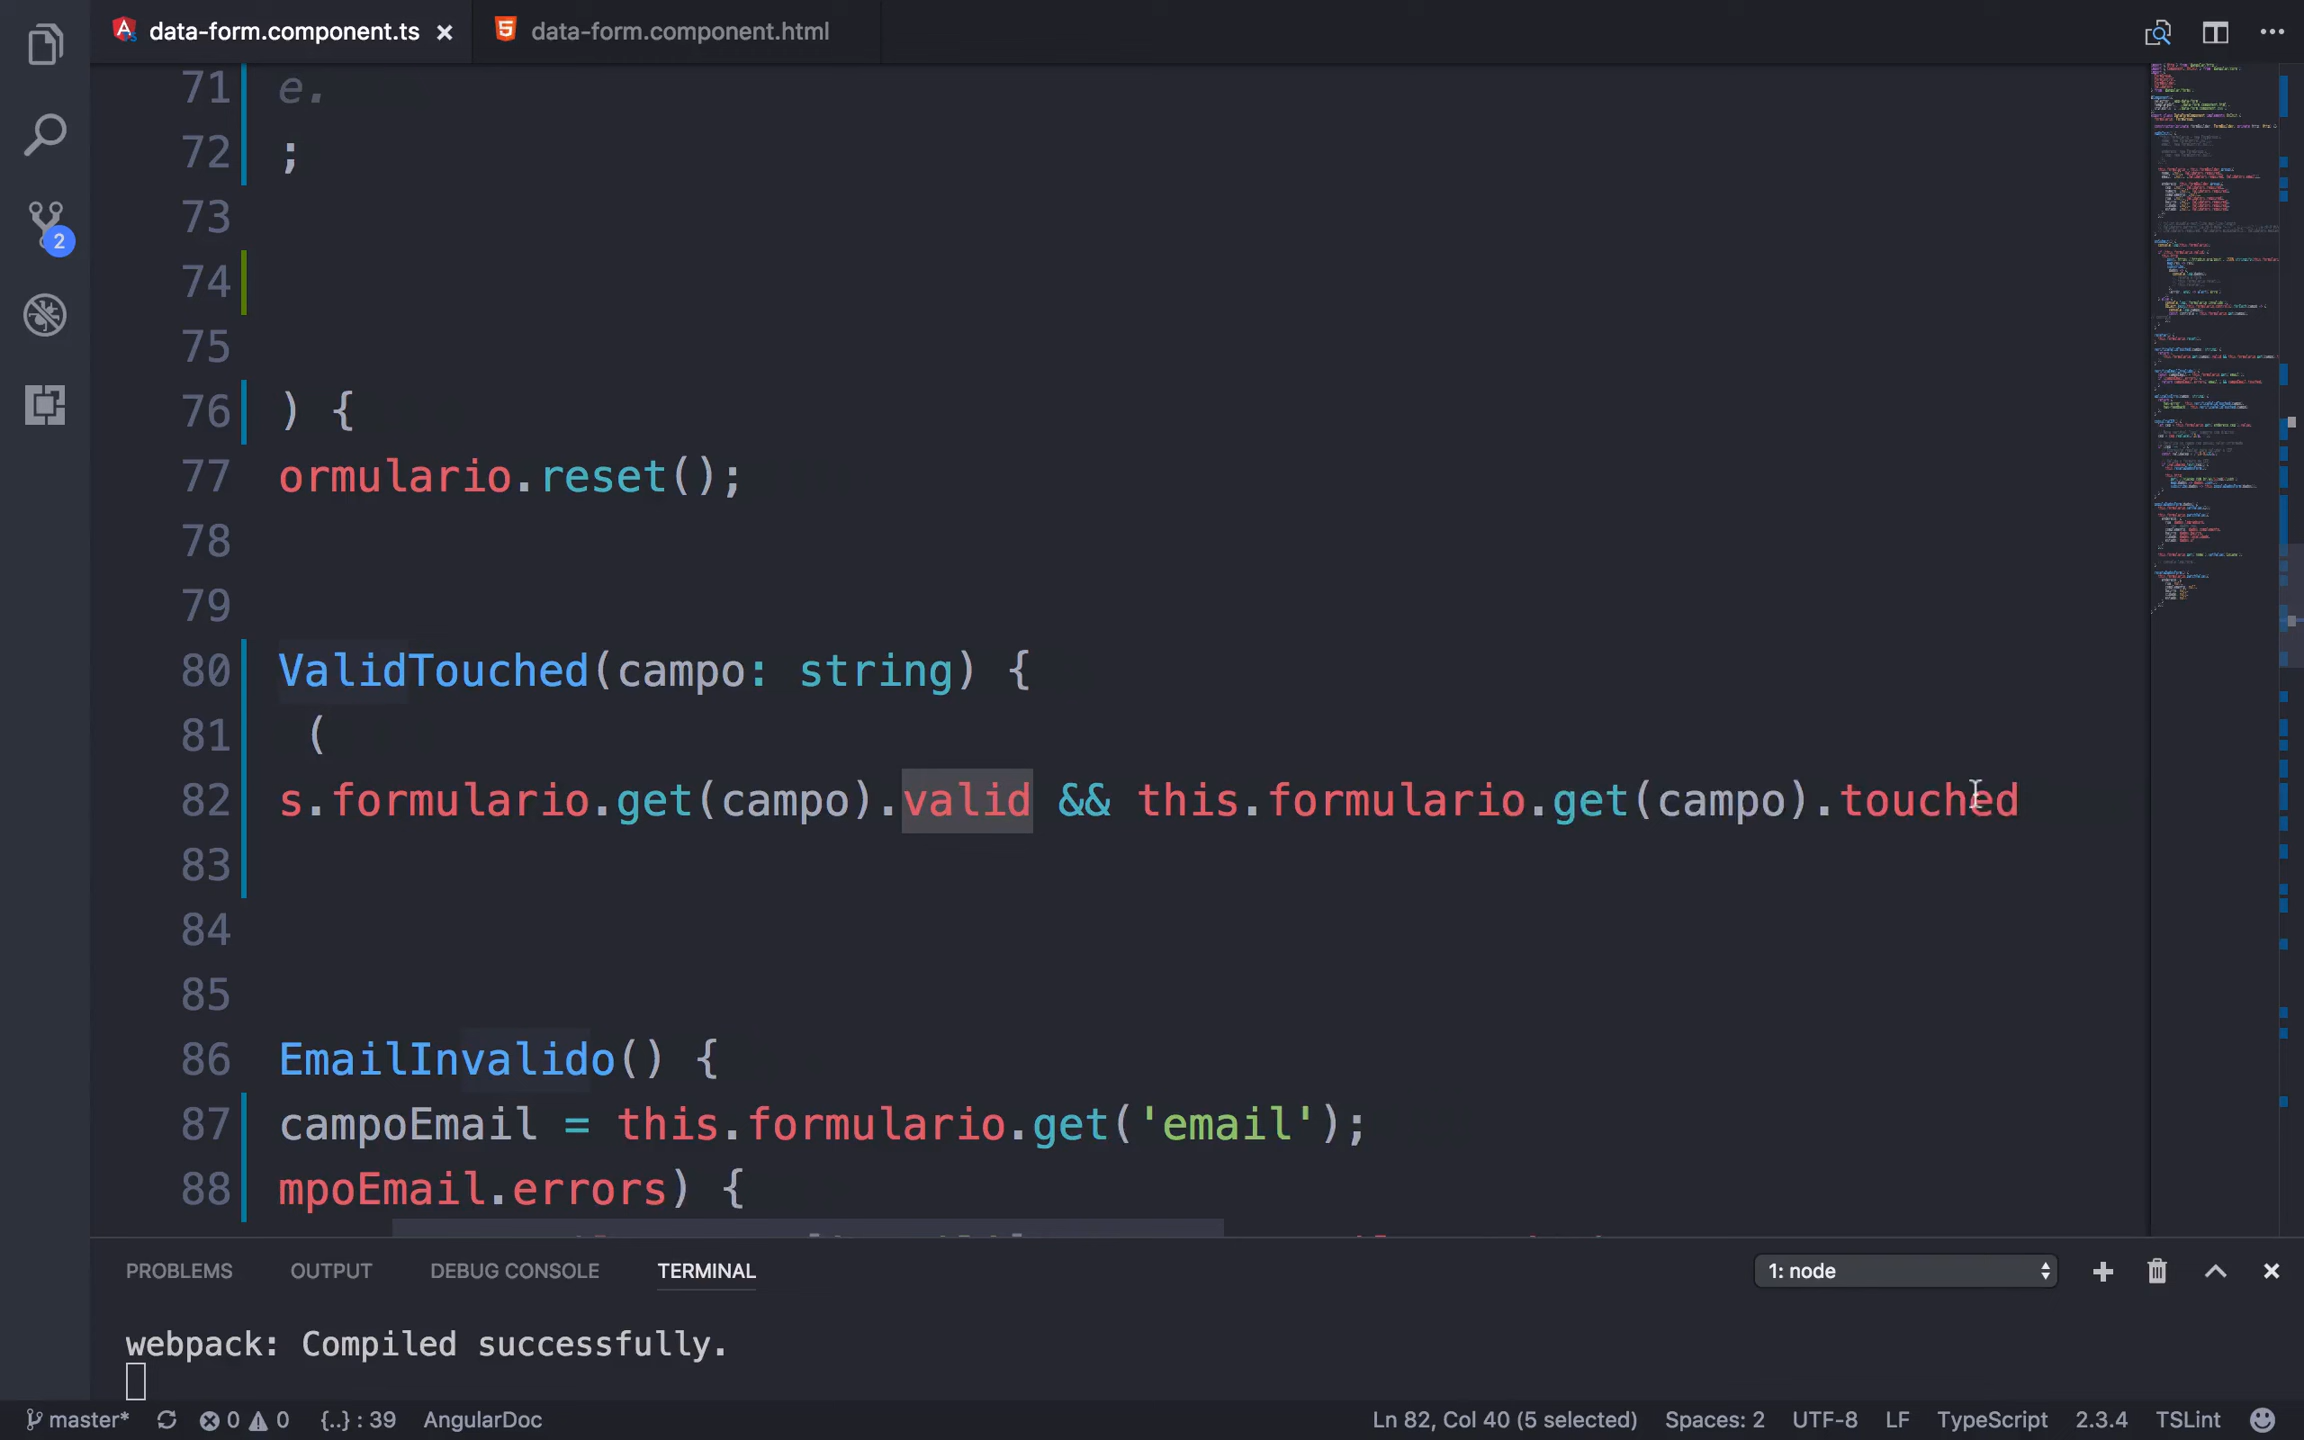 data-form.component.ts
data-form.component.html
71 e.
72 ;
73
74
75
76 ) {
77 ormulario.reset();
78
79
80 ValidTouched(campo: string) {
81 (
82 s.formulario.get(campo).valid && this.formulario.get(campo).touched
83
84
85
86 EmailInvalido() {
87 campoEmail = this.formulario.get('email');
88 mpoEmail.errors) {
2
PROBLEMS OUTPUT DEBUG CONSOLE TERMINAL 1: node
webpack: Compiled successfully.
master* 0 0 {..} : 39 AngularDoc Ln 82, Col 40 (5 selected) Spaces: 2 UTF-8 LF TypeScript 2.3.4 TSLint